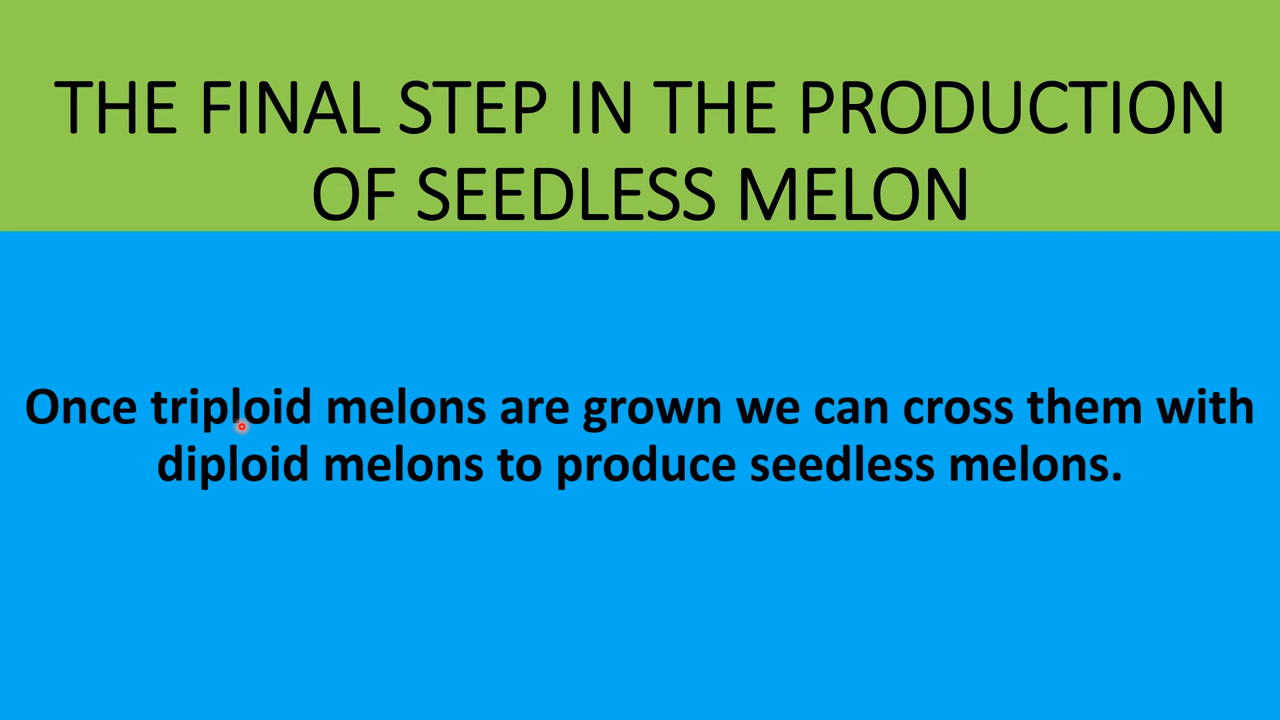 THE FINAL STEP IN THE PRODUCTION
OF SEEDLESS MELON
Once triploid melons are grown we can cross them with
diploid melons to produce seedless melons.